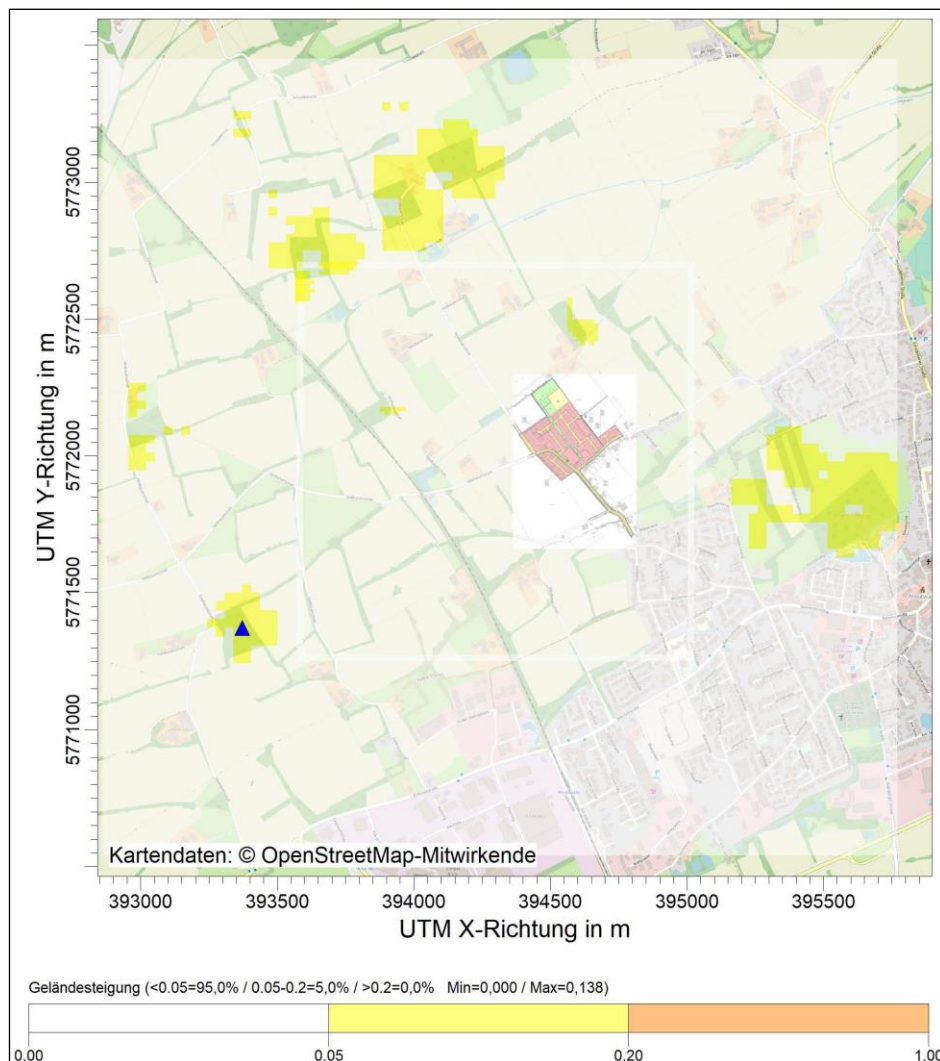 5773000
5772500
5772000
5771500
5771000
UTM Y-Richtung in m
Kartendaten: © OpenStreetMap-Mitwirkende
393000 393500 394000 394500 395000 395500
UTM X-Richtung in m
Geländesteigung (<0.05=95,0% / 0.05-0.2=5,0% / >0.2=0,0% Min=0,000 / Max=0,138)
0.00 0.05 0.20 1.00